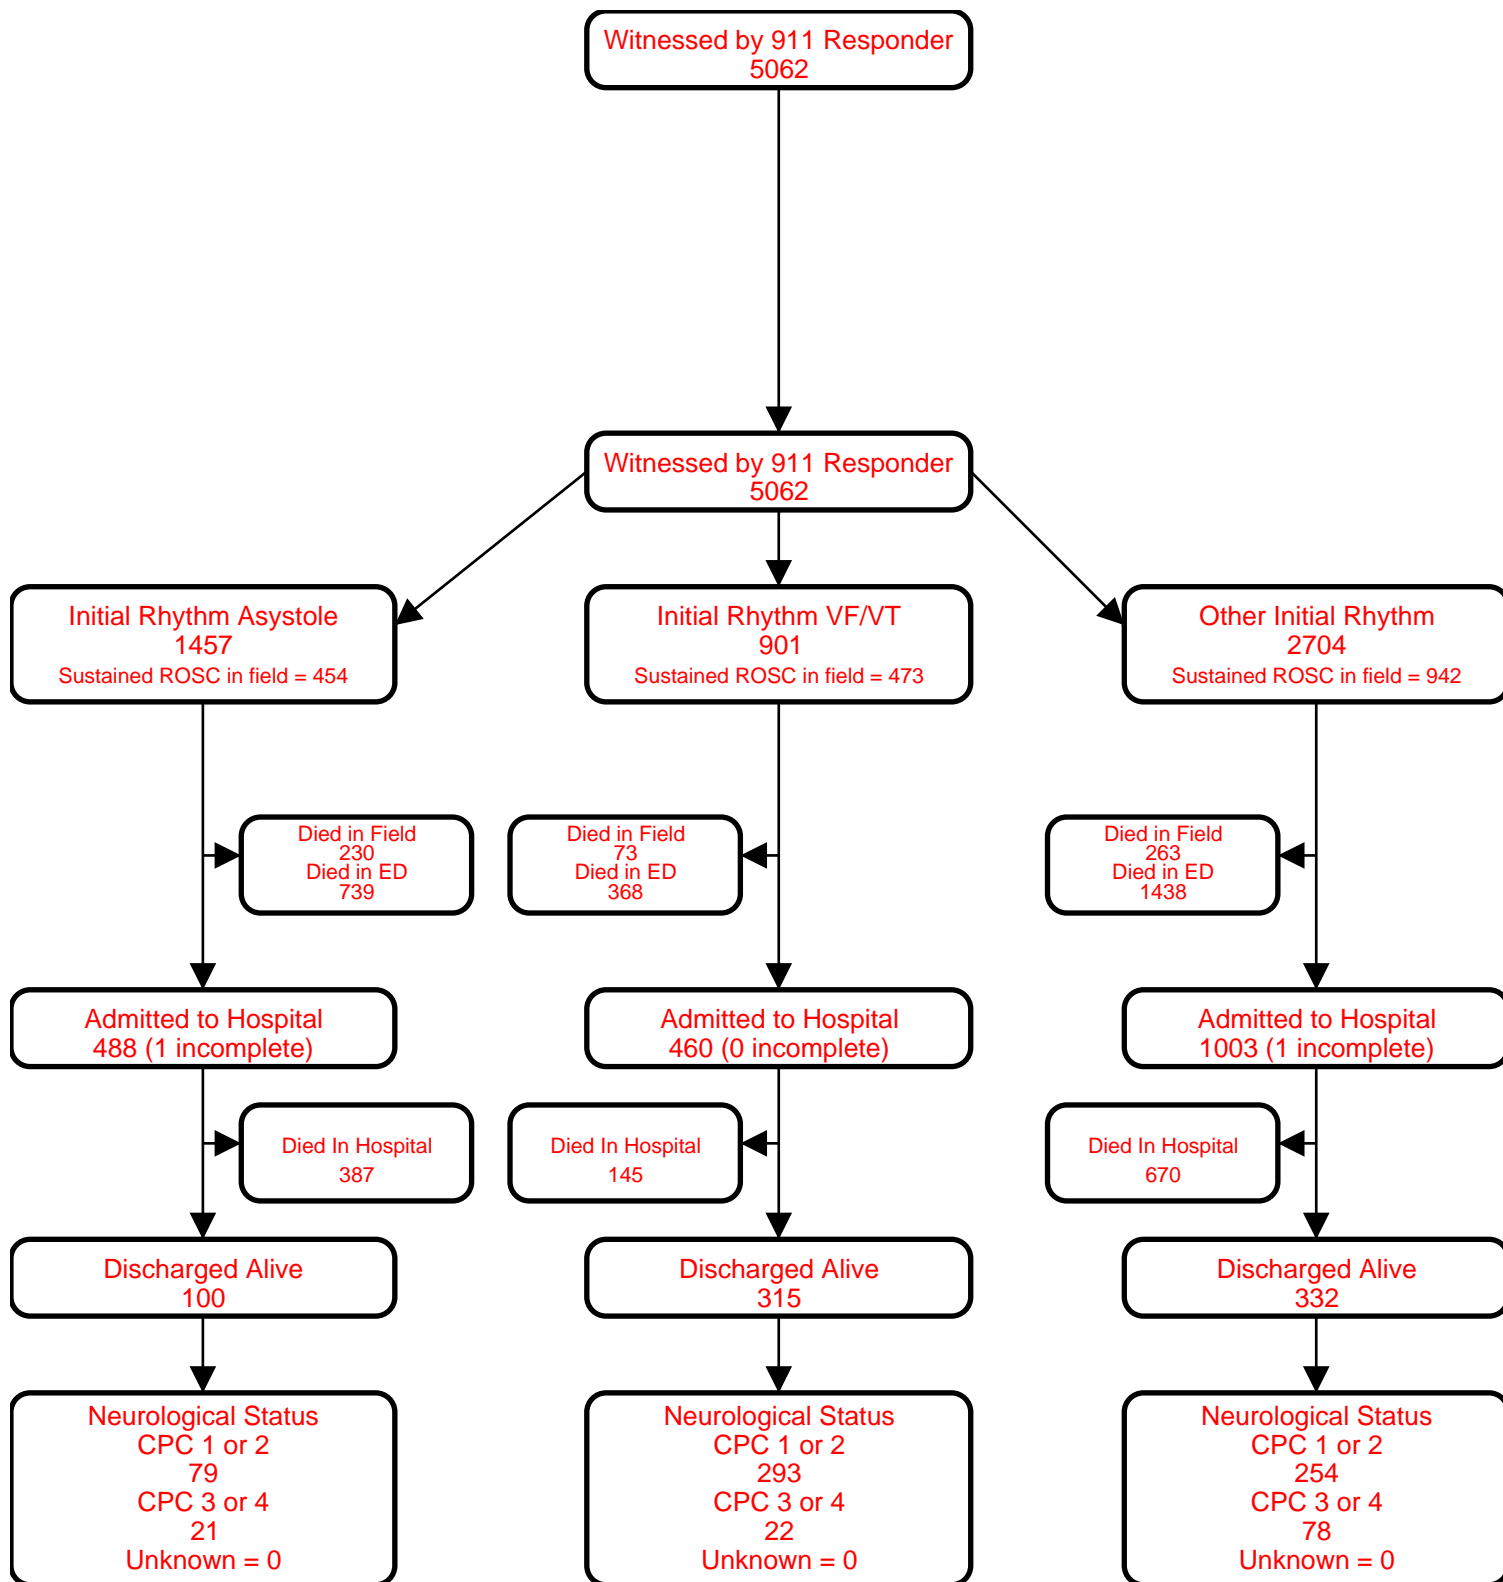 Witnessed by 911 Responder
5062
Witnessed by 911 Responder
5062
Initial Rhythm Asystole
1457
Sustained ROSC in field = 454
Initial Rhythm VF/VT
901
Sustained ROSC in field = 473
Other Initial Rhythm
2704
Sustained ROSC in field = 942
Died in Field
230
Died in ED
739
Died in Field
73
Died in ED
368
Died in Field
263
Died in ED
1438
Admitted to Hospital
488 (1 incomplete)
Admitted to Hospital
460 (0 incomplete)
Admitted to Hospital
1003 (1 incomplete)
Died In Hospital
387
Died In Hospital
145
Died In Hospital
670
Discharged Alive
100
Discharged Alive
315
Discharged Alive
332
Neurological Status
CPC 1 or 2
79
CPC 3 or 4
21
Unknown = 0
Neurological Status
CPC 1 or 2
293
CPC 3 or 4
22
Unknown = 0
Neurological Status
CPC 1 or 2
254
CPC 3 or 4
78
Unknown = 0